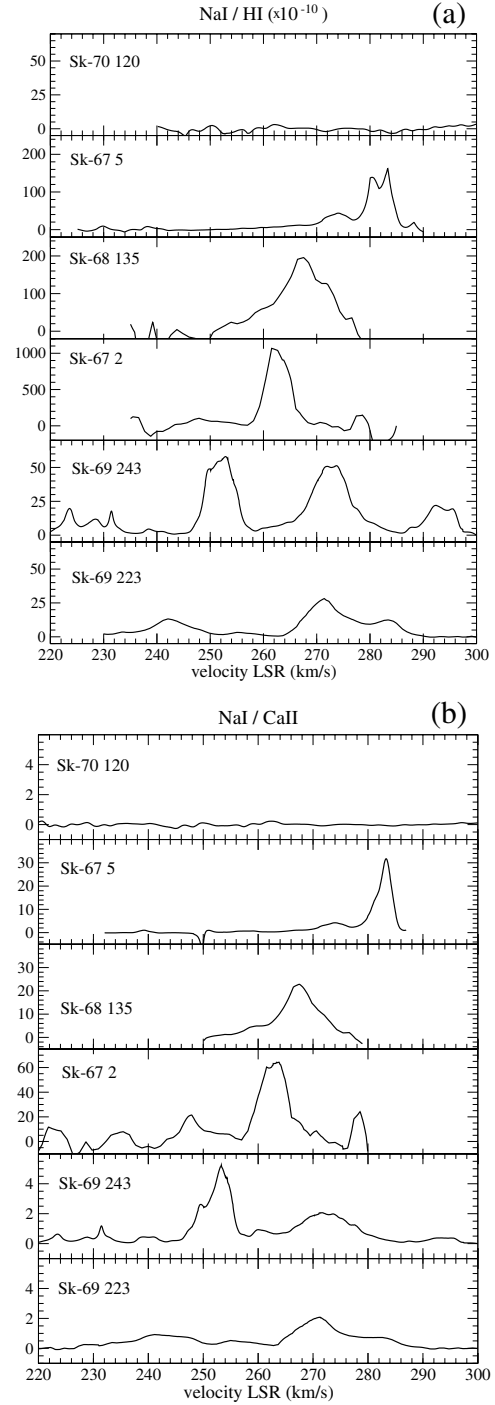 NaI / HI (x10⁻¹⁰)
(a)
Sk-70 120
50
25
0
Sk-67 5
200
100
0
Sk-68 135
200
100
0
Sk-67 2
1000
500
0
Sk-69 243
50
25
0
Sk-69 223
50
25
0
220 230 240 250 260 270 280 290 300
velocity LSR (km/s)
NaI / CaII
(b)
Sk-70 120
4
2
0
Sk-67 5
30
20
10
0
Sk-68 135
30
20
10
0
Sk-67 2
60
40
20
0
Sk-69 243
4
2
0
Sk-69 223
4
2
0
220 230 240 250 260 270 280 290 300
velocity LSR (km/s)